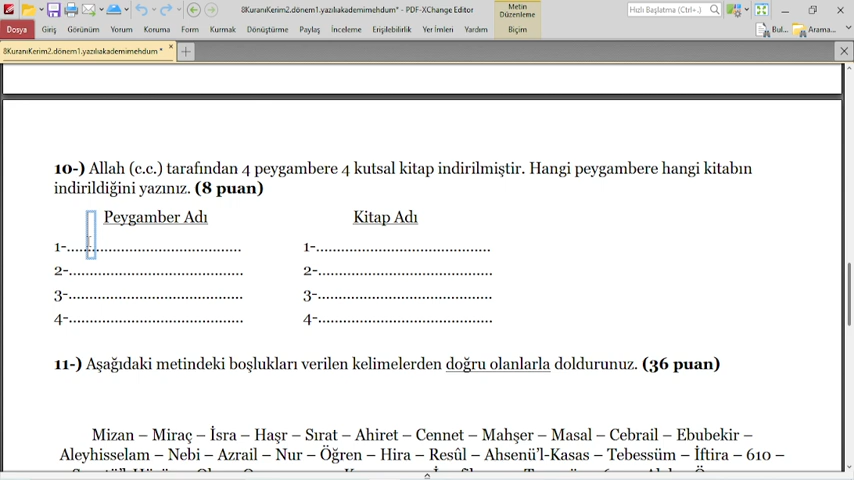 8KuranıKerim2.dönem1.yazılıakademimehdum* - PDF-XChange Editor
Metin Düzenleme
Hızlı Başlatma (Ctrl+.)
Dosya Giriş Görünüm Yorum Koruma Form Kurmak Dönüştürme Paylaş İnceleme Erişilebilirlik Yer İmleri Yardım Biçim Bul... Arama...
8KuranıKerim2.dönem1.yazılıakademimehdum *
10-) Allah (c.c.) tarafından 4 peygambere 4 kutsal kitap indirilmiştir. Hangi peygambere hangi kitabın
indirildiğini yazınız. (8 puan)
Peygamber Adı Kitap Adı
1-.......................................... 1-..........................................
2-.......................................... 2-..........................................
3-.......................................... 3-..........................................
4-.......................................... 4-..........................................
11-) Aşağıdaki metindeki boşlukları verilen kelimelerden doğru olanlarla doldurunuz. (36 puan)
Mizan – Miraç – İsra – Haşr – Sırat – Ahiret – Cennet – Mahşer – Masal – Cebrail – Ebubekir –
Aleyhisselam – Nebi – Azrail – Nur – Öğren – Hira – Resûl – Ahsenü'l-Kasas – Tebessüm – İftira – 610 –